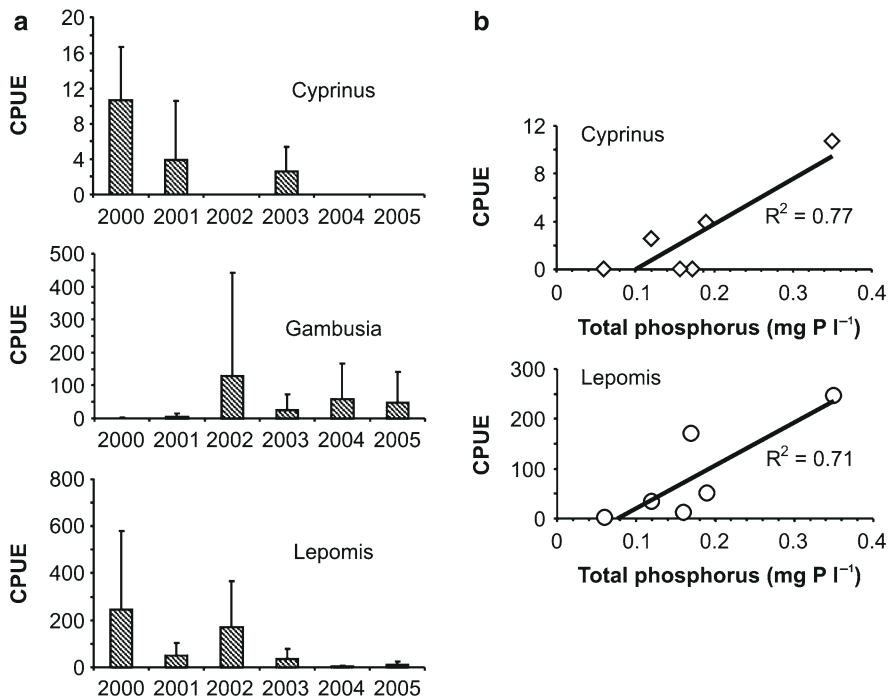 a
20
16
12
8
4
0
CPUE
Cyprinus
2000 2001 2002 2003 2004 2005
500
400
300
200
100
0
CPUE
Gambusia
2000 2001 2002 2003 2004 2005
800
600
400
200
0
CPUE
Lepomis
2000 2001 2002 2003 2004 2005
b
12
8
4
0
CPUE
Cyprinus
R² = 0.77
0 0.1 0.2 0.3 0.4
Total phosphorus (mg P l⁻¹)
300
200
100
0
CPUE
Lepomis
R² = 0.71
0 0.1 0.2 0.3 0.4
Total phosphorus (mg P l⁻¹)